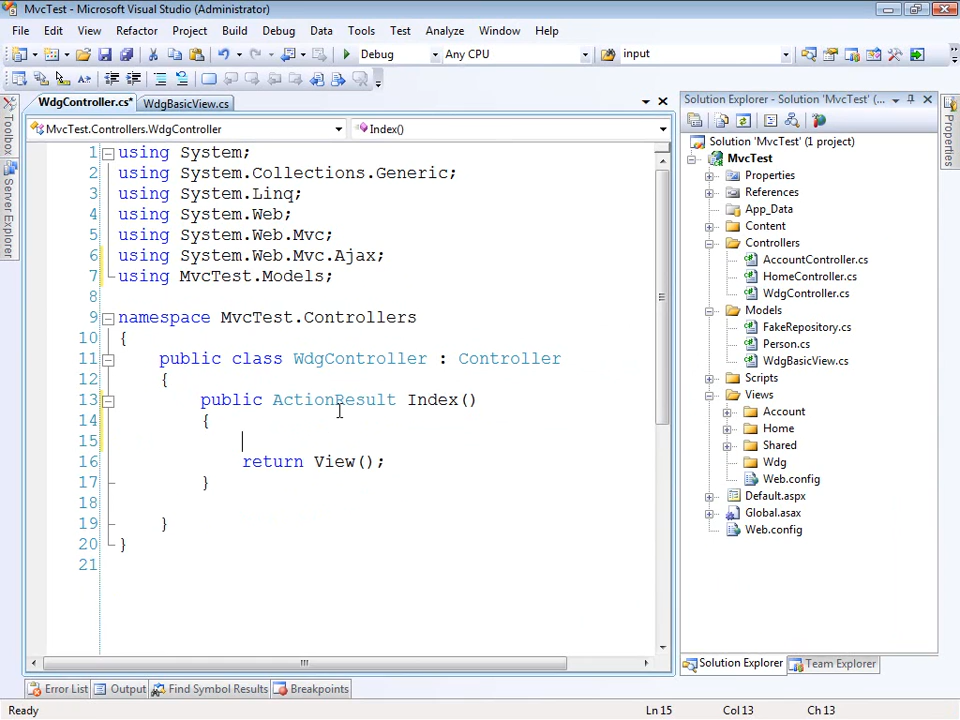 MvcTest - Microsoft Visual Studio (Administrator)
File Edit View Refactor Project Build Debug Data Tools Test Analyze Window Help
Debug Any CPU input
WdgController.cs* WdgBasicView.cs
MvcTest.Controllers.WdgController Index()
Toolbox
Server Explorer
1 using System;
2 using System.Collections.Generic;
3 using System.Linq;
4 using System.Web;
5 using System.Web.Mvc;
6 using System.Web.Mvc.Ajax;
7 using MvcTest.Models;
8
9 namespace MvcTest.Controllers
10 {
11 public class WdgController : Controller
12 {
13 public ActionResult Index()
14 {
15
16 return View();
17 }
18
19 }
20 }
21
Solution Explorer - Solution 'MvcTest' (...
Solution 'MvcTest' (1 project)
MvcTest
Properties
References
App_Data
Content
Controllers
AccountController.cs
HomeController.cs
WdgController.cs
Models
FakeRepository.cs
Person.cs
WdgBasicView.cs
Scripts
Views
Account
Home
Shared
Wdg
Web.config
Default.aspx
Global.asax
Web.config
Solution Explorer Team Explorer
Properties
Error List Output Find Symbol Results Breakpoints
Ready Ln 15 Col 13 Ch 13